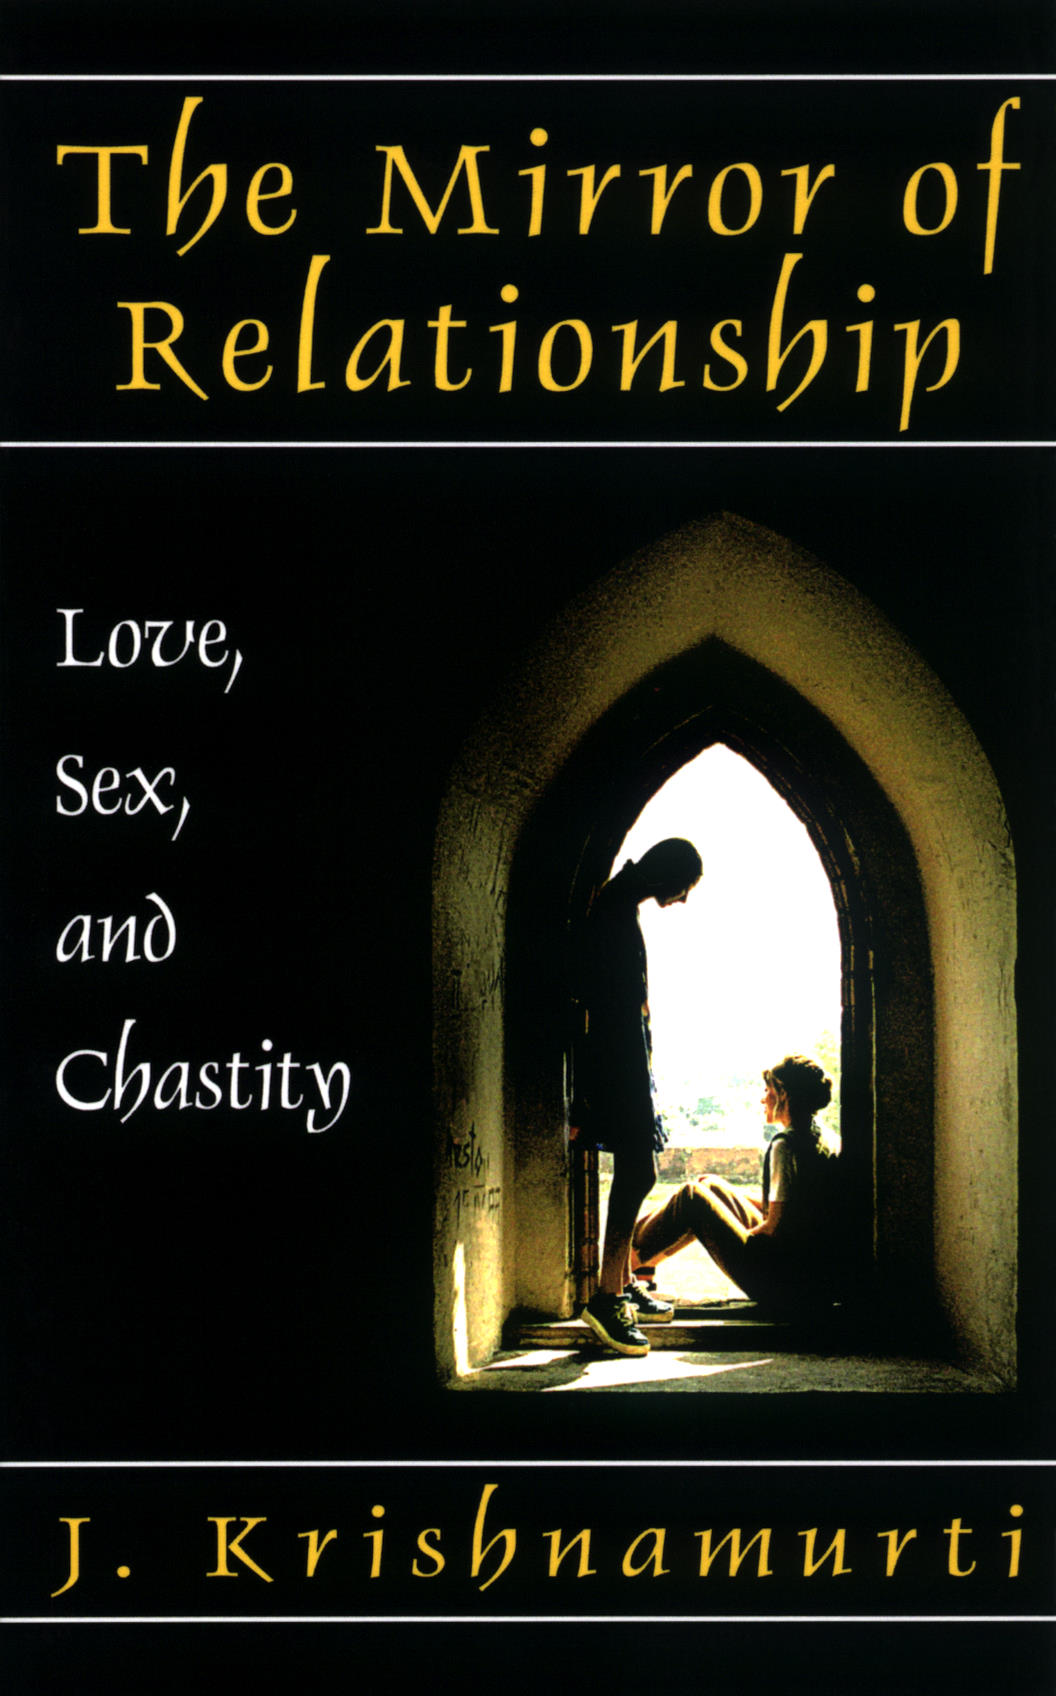 The Mirror of
Relationship
Love,
Sex,
and
Chastity
J. Krishnamurti